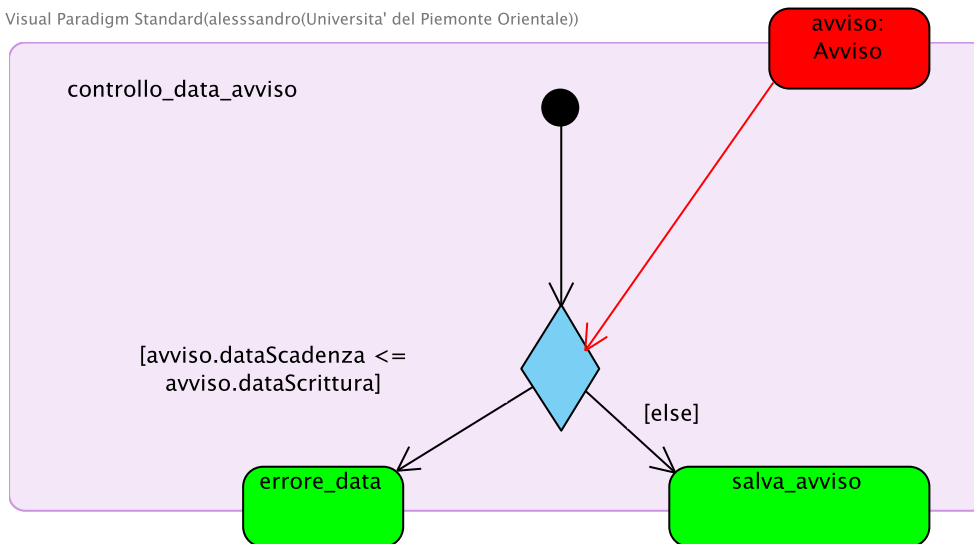 Visual Paradigm Standard(alesssandro(Universita' del Piemonte Orientale))
avviso:
Avviso
controllo_data_avviso
[avviso.dataScadenza <=
avviso.dataScrittura]
[else]
errore_data
salva_avviso